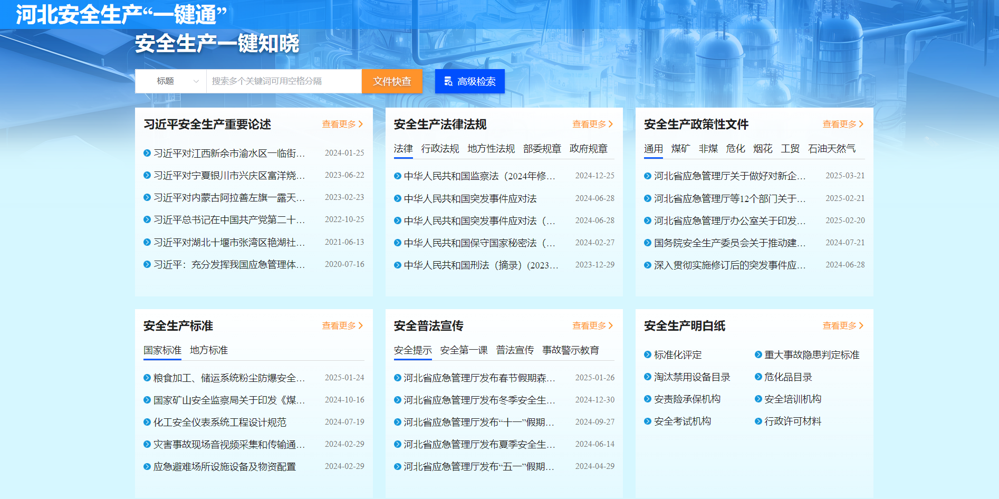 河北安全生产“一键通”
安全生产一键知晓
标题 搜索多个关键词可用空格分隔 文件快查 高级检索
习近平安全生产重要论述 查看更多
习近平对江西新余市渝水区一临街… 2024-01-25
习近平对宁夏银川市兴庆区富洋烧… 2023-06-22
习近平对内蒙古阿拉善左旗一露天… 2023-02-23
习近平总书记在中国共产党第二十… 2022-10-25
习近平对湖北十堰市张湾区艳湖社… 2021-06-13
习近平：充分发挥我国应急管理体… 2020-07-16
安全生产法律法规 查看更多
法律 行政法规 地方性法规 部委规章 政府规章
中华人民共和国监察法（2024年修… 2024-12-25
中华人民共和国突发事件应对法 2024-06-28
中华人民共和国突发事件应对法（… 2024-06-28
中华人民共和国保守国家秘密法（… 2024-02-27
中华人民共和国刑法（摘录）(2023… 2023-12-29
安全生产政策性文件 查看更多
通用 煤矿 非煤 危化 烟花 工贸 石油天然气
河北省应急管理厅关于做好对新企… 2025-03-21
河北省应急管理厅等12个部门关于… 2025-02-21
河北省应急管理厅办公室关于印发… 2025-02-20
国务院安全生产委员会关于推动建… 2024-07-21
深入贯彻实施修订后的突发事件应… 2024-06-28
安全生产标准 查看更多
国家标准 地方标准
粮食加工、储运系统粉尘防爆安全… 2025-01-24
国家矿山安全监察局关于印发《煤… 2024-10-16
化工安全仪表系统工程设计规范 2024-07-19
灾害事故现场音视频采集和传输通… 2024-02-29
应急避难场所设施设备及物资配置 2024-02-29
安全普法宣传 查看更多
安全提示 安全第一课 普法宣传 事故警示教育
河北省应急管理厅发布春节假期森… 2025-01-26
河北省应急管理厅发布冬季安全生… 2024-12-30
河北省应急管理厅发布“十一”假期… 2024-09-27
河北省应急管理厅发布夏季安全生… 2024-06-14
河北省应急管理厅发布“五一”假期… 2024-04-29
安全生产明白纸 查看更多
标准化评定 重大事故隐患判定标准
淘汰禁用设备目录 危化品目录
安责险承保机构 安全培训机构
安全考试机构 行政许可材料